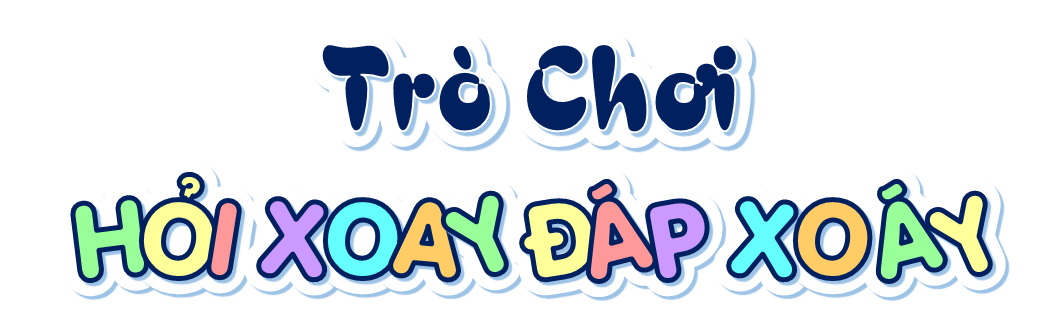 Trò Chơi
HỎI XOAY ĐÁP XOÁY